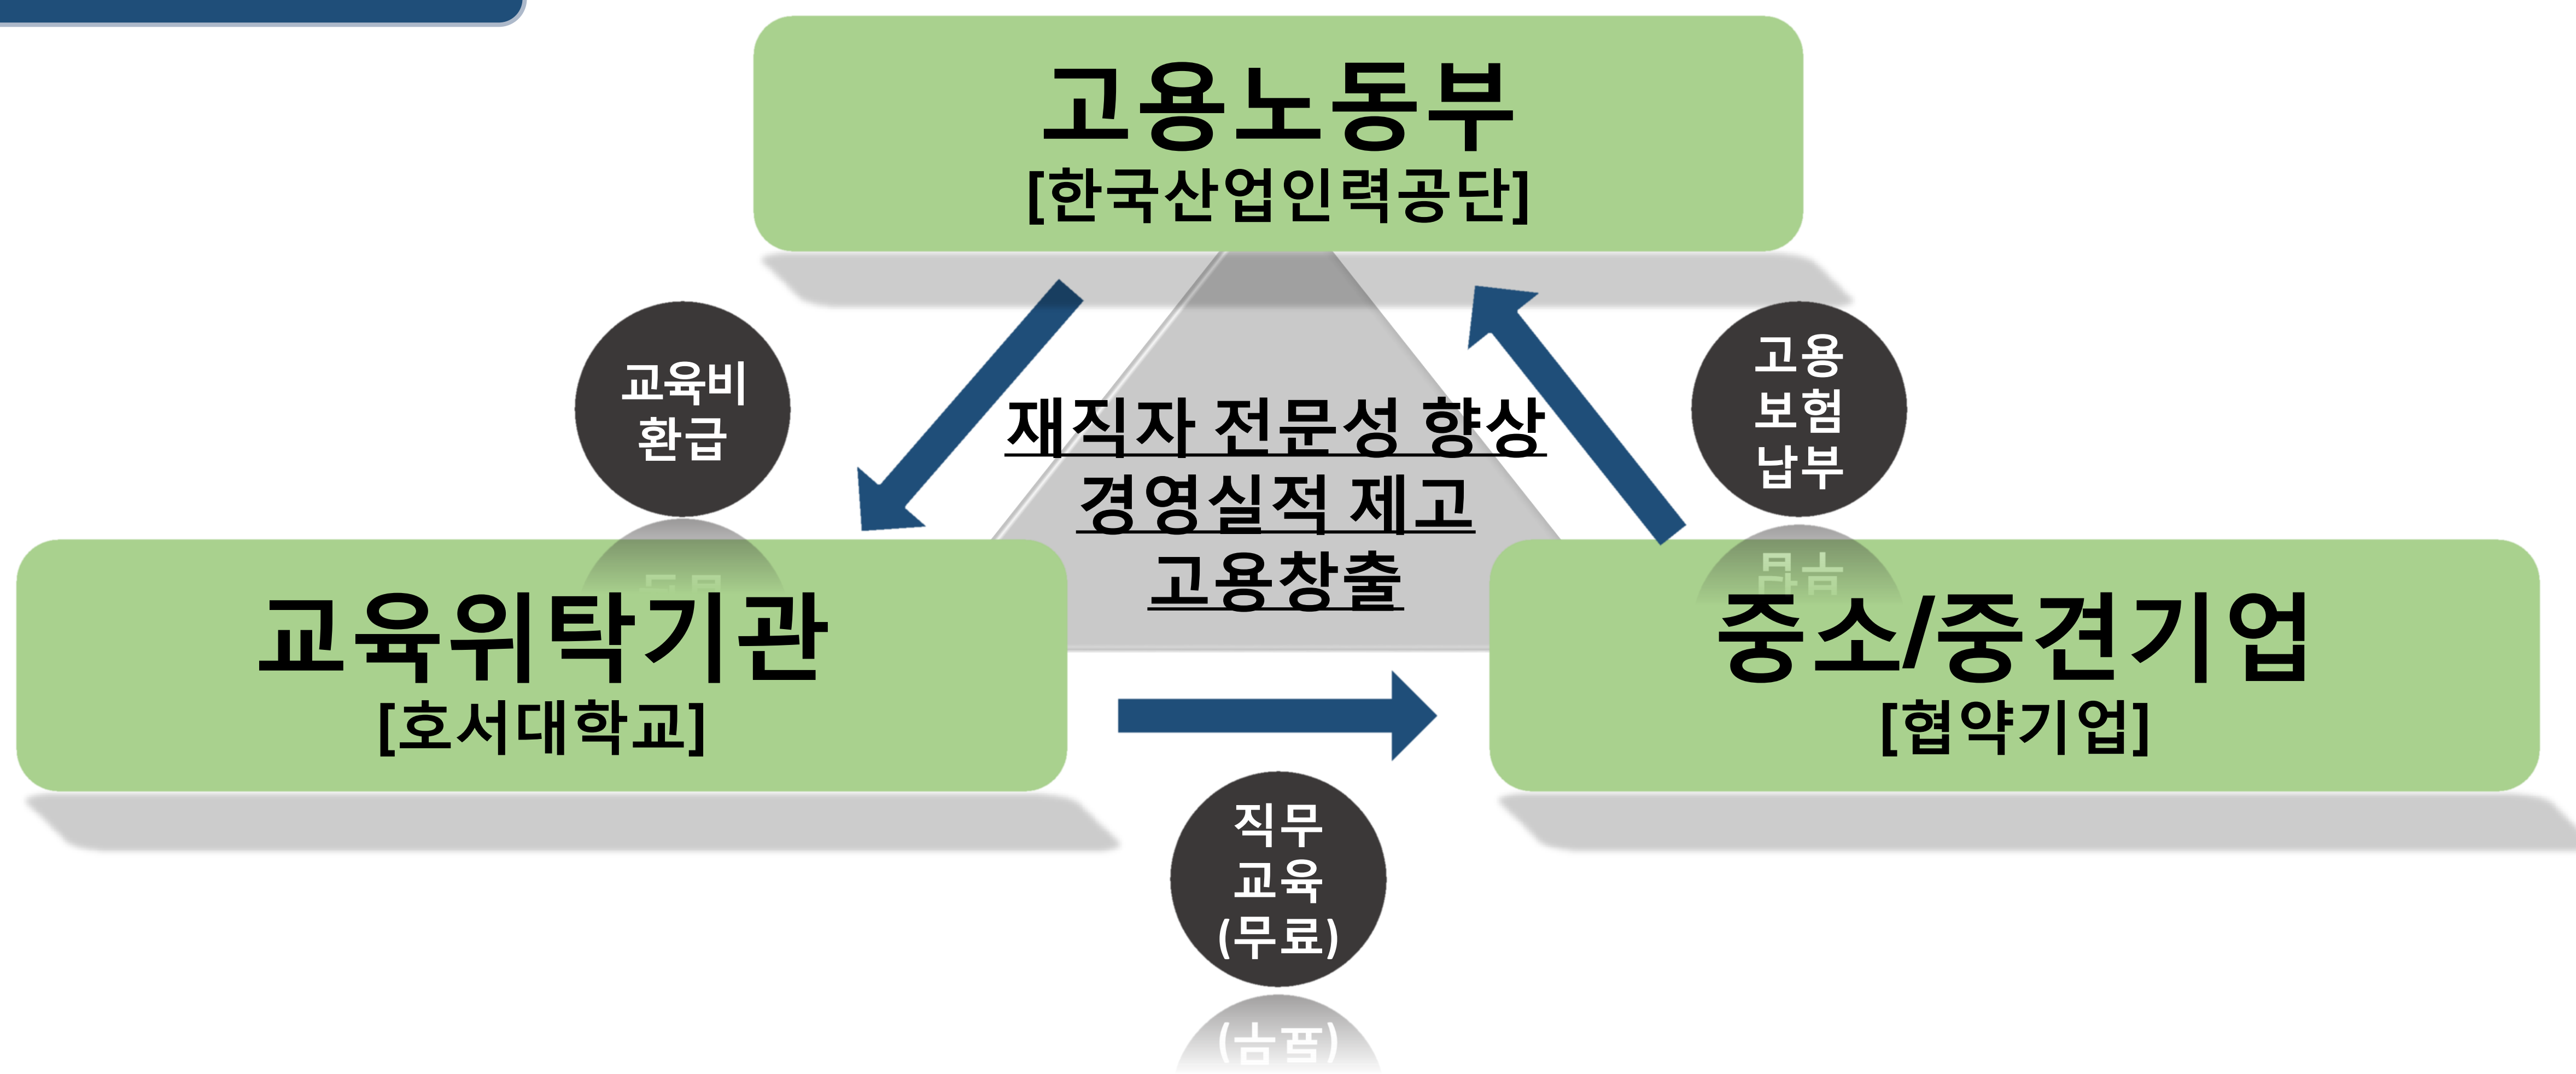 고용노동부
[한국산업인력공단]
교육비
환급
고용
보험
납부
재직자 전문성 향상
경영실적 제고
고용창출
교육위탁기관
[호서대학교]
중소/중견기업
[협약기업]
직무
교육
(무료)